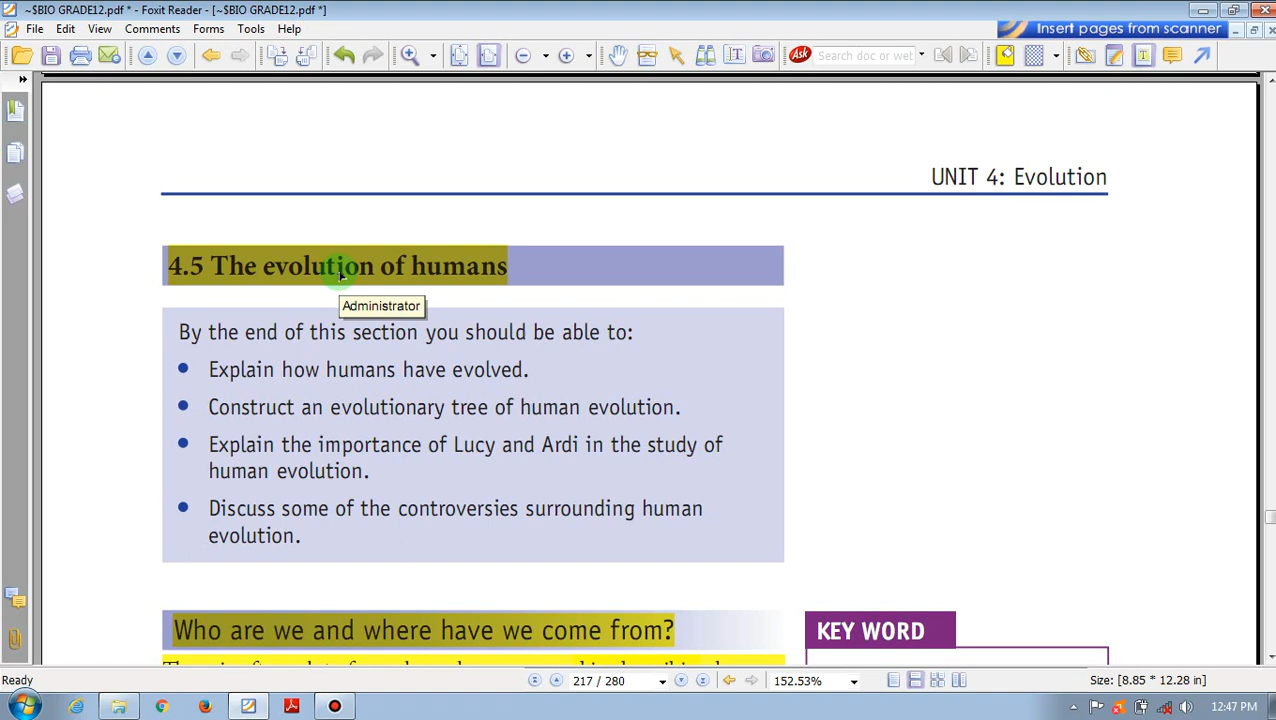 ~$BIO GRADE12.pdf * - Foxit Reader - [~$BIO GRADE12.pdf *]
File Edit View Comments Forms Tools Help
Insert pages from scanner
Ask Search doc or wet
UNIT 4: Evolution
4.5 The evolution of humans
Administrator
By the end of this section you should be able to:
• Explain how humans have evolved.
• Construct an evolutionary tree of human evolution.
• Explain the importance of Lucy and Ardi in the study of
human evolution.
• Discuss some of the controversies surrounding human
evolution.
Who are we and where have we come from?
KEY WORD
Ready
217 / 280
152.53%
Size: [8.85 * 12.28 in]
12:47 PM